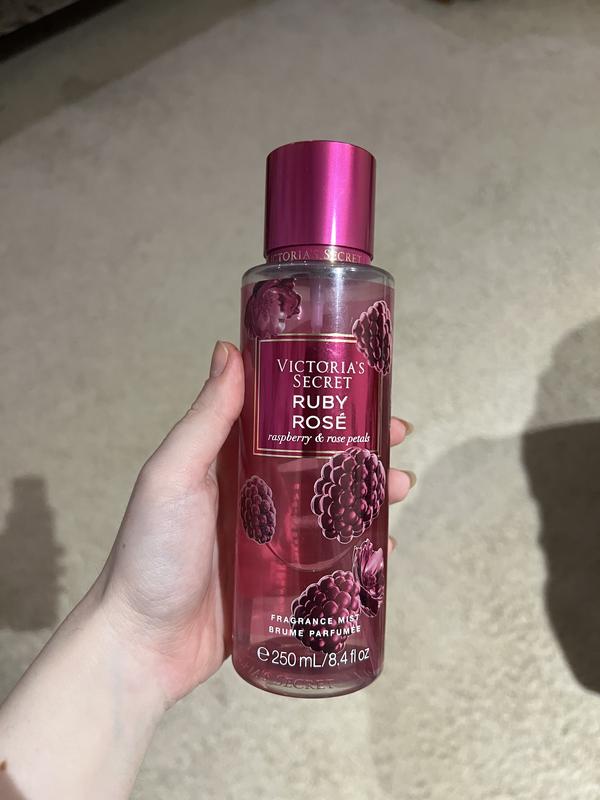 VICTORIA'S SECRET
VICTORIA'S
SECRET
RUBY
ROSÉ
raspberry & rose petals
FRAGRANCE MIST
BRUME PARFUMÉE
℮ 250 mL/8.4 fl oz
SECRET